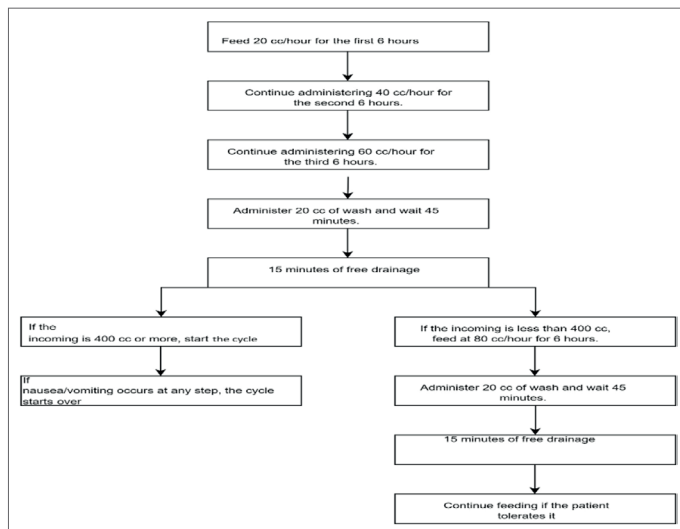 Feed 20 cc/hour for the first 6 hours
Continue administering 40 cc/hour for
the second 6 hours.
Continue administering 60 cc/hour for
the third 6 hours.
Administer 20 cc of wash and wait 45
minutes.
15 minutes of free drainage
If the
incoming is 400 cc or more, start the cycle
If
nausea/vomiting occurs at any step, the cycle
starts over
If the incoming is less than 400 cc,
feed at 80 cc/hour for 6 hours.
Administer 20 cc of wash and wait 45
minutes.
15 minutes of free drainage
Continue feeding if the patient
tolerates it